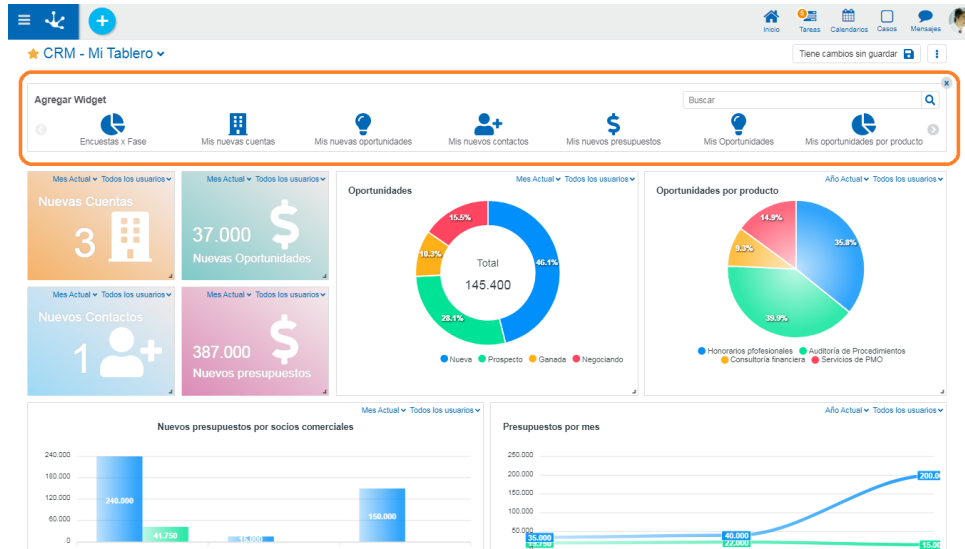 Inicio Tareas Calendarios Casos Mensajes
CRM - Mi Tablero
Tiene cambios sin guardar
Agregar Widget
Buscar
Encuestas x Fase
Mis nuevas cuentas
Mis nuevas oportunidades
Mis nuevos contactos
Mis nuevos presupuestos
Mis Oportunidades
Mis oportunidades por producto
Mes Actual Todos los usuarios
Nuevas Cuentas
3
Mes Actual Todos los usuarios
37.000
Nuevas Oportunidades
Mes Actual Todos los usuarios
Nuevos Contactos
1
Mes Actual Todos los usuarios
387.000
Nuevos presupuestos
Mes Actual Todos los usuarios
Oportunidades
15.5%
10.3%
46.1%
28.1%
Total
145.400
Nueva Prospecto Ganada Negociando
Año Actual Todos los usuarios
Oportunidades por producto
14.9%
35.8%
9.3%
39.9%
Honorarios pfofesionales Auditoría de Procedimientos
Consultoría financiera Servicios de PMO
Mes Actual Todos los usuarios
Nuevos presupuestos por socios comerciales
240.000
180.000
120.000
60.000
0
240.000
41.750
15.000
150.000
Año Actual Todos los usuarios
Presupuestos por mes
250.000
200.000
150.000
100.000
50.000
35.000
19.750
40.000
22.000